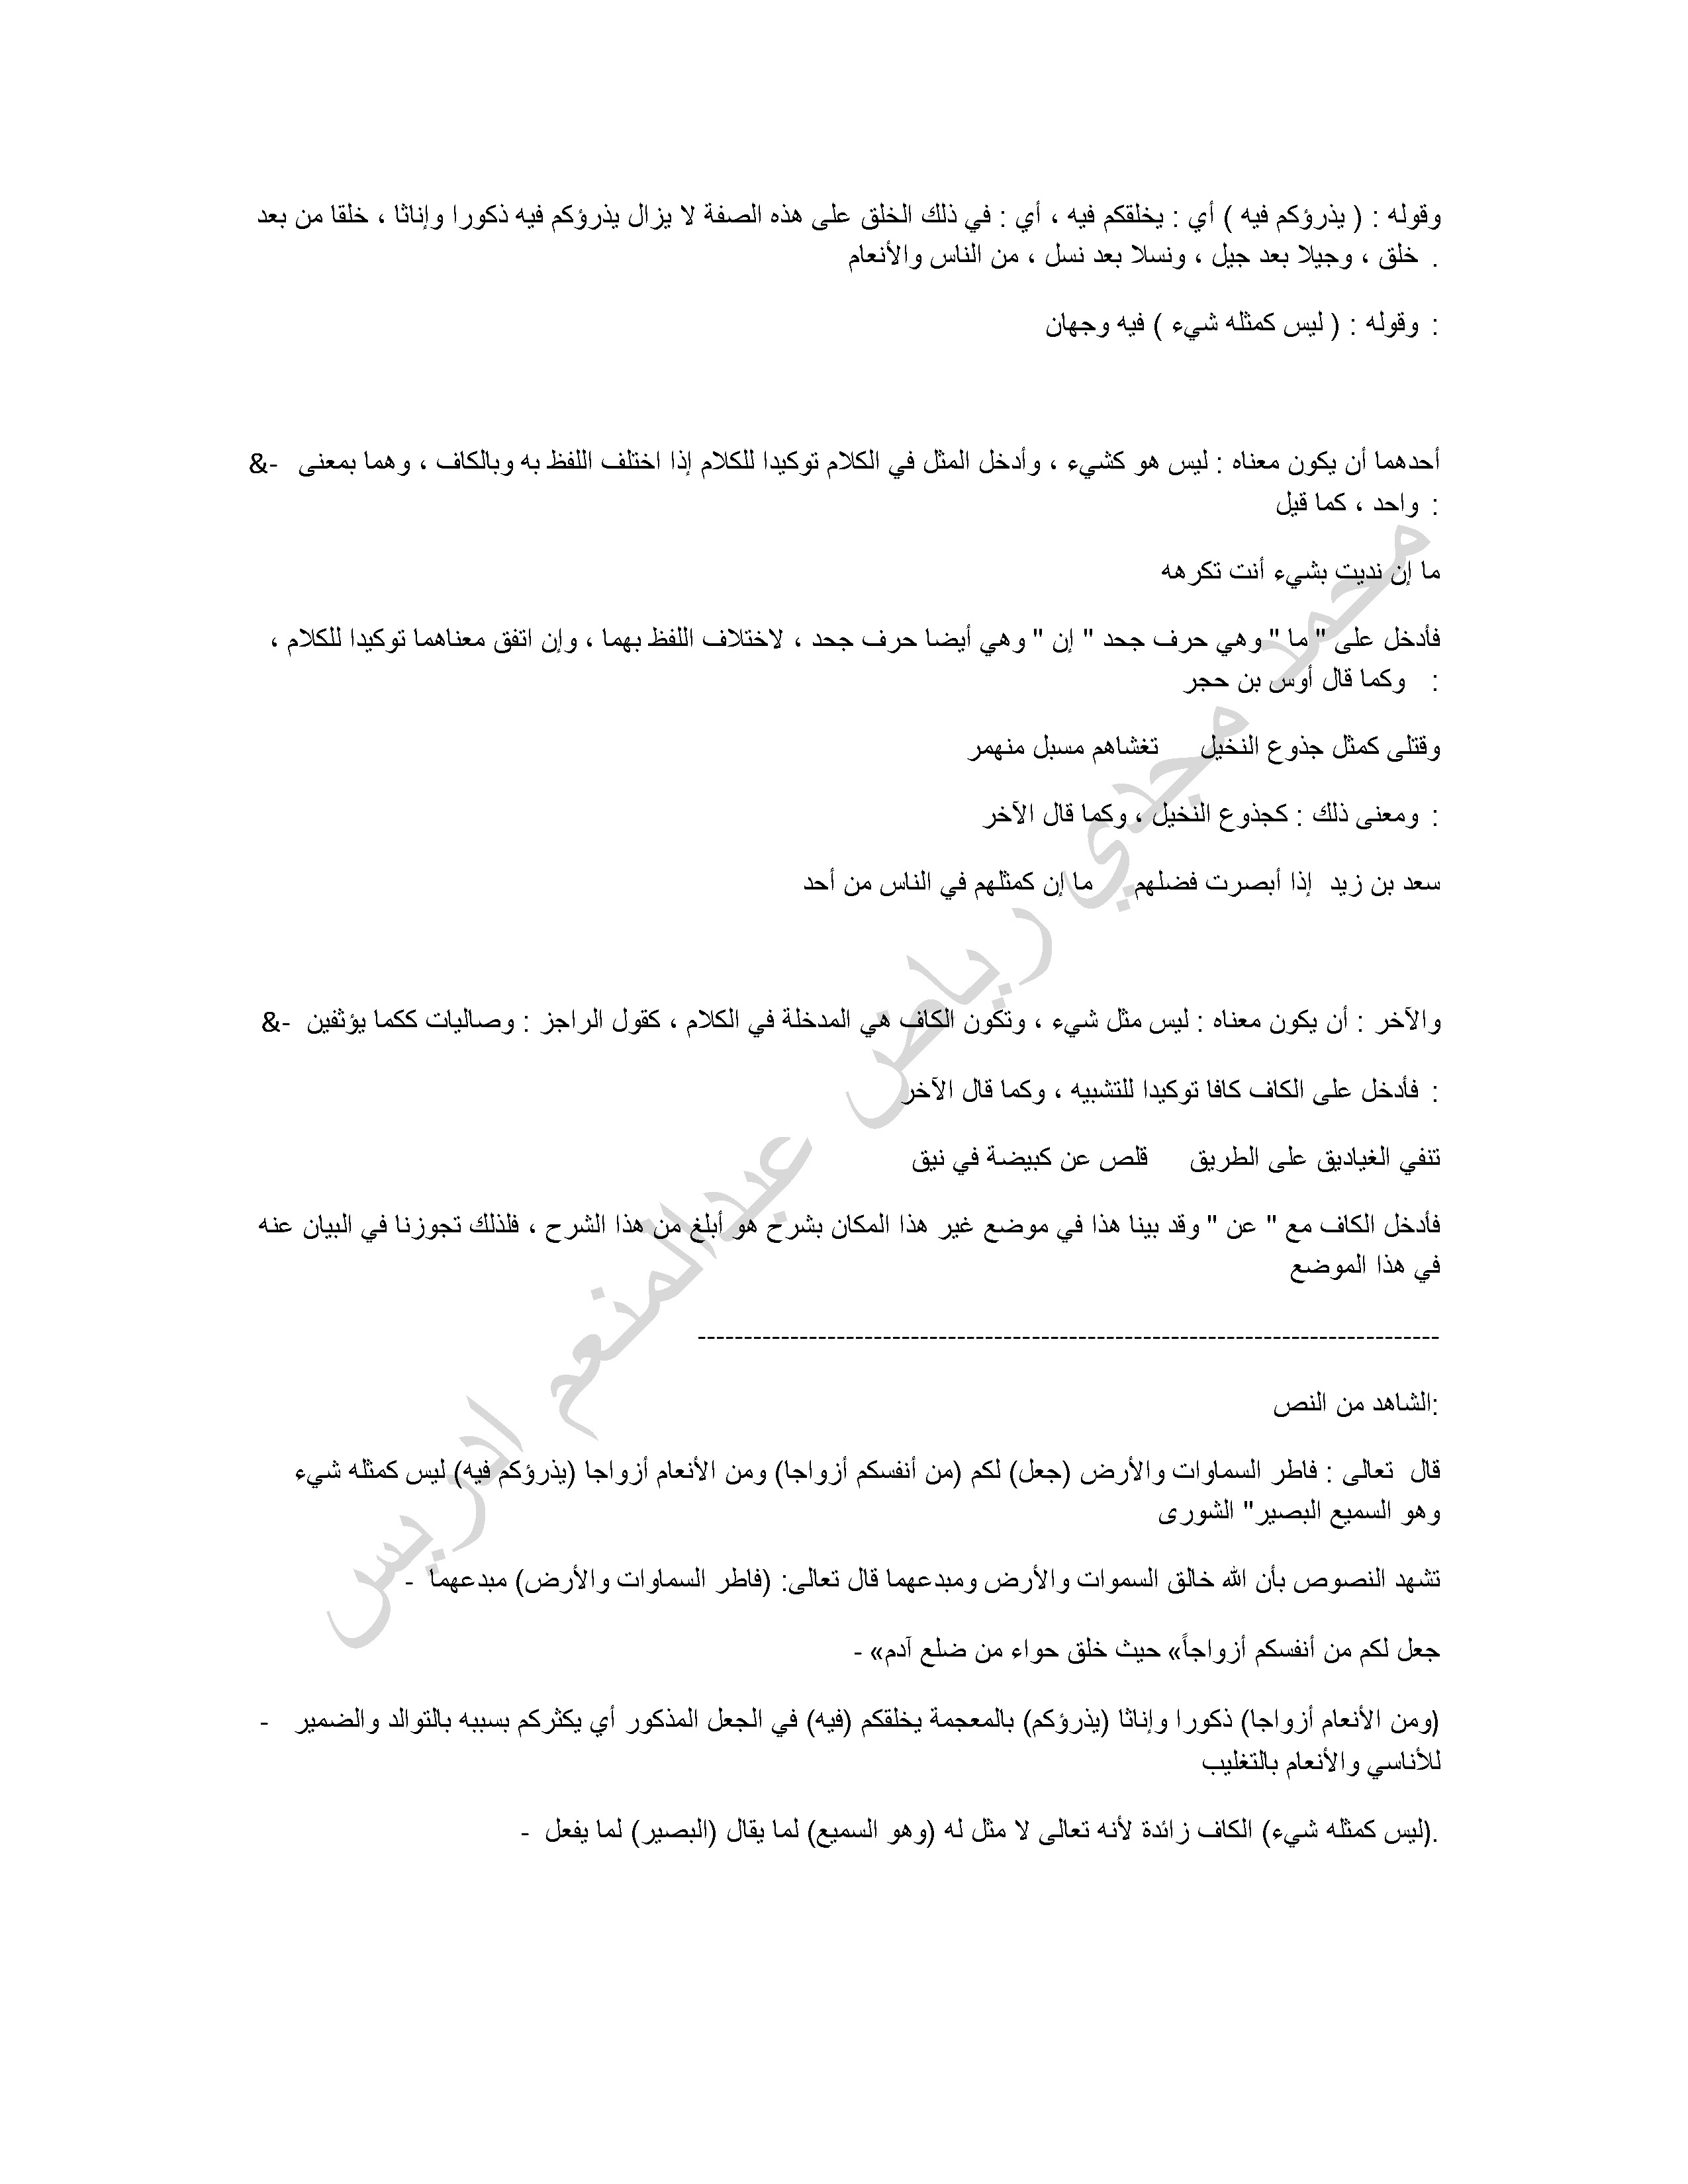 وقوله : ( يذرؤكم فيه ) أي : يخلقكم فيه ، أي : في ذلك الخلق على هذه الصفة لا يزال يذرؤكم فيه ذكورا وإناثا ، خلقا من بعد
. خلق ، وجيلا بعد جيل ، ونسلا بعد نسل ، من الناس والأنعام
: وقوله : ( ليس كمثله شيء ) فيه وجهان
أحدهما أن يكون معناه : ليس هو كشيء ، وأدخل المثل في الكلام توكيدا للكلام إذا اختلف اللفظ به وبالكاف ، وهما بمعنى -&
: واحد ، كما قيل
ما إن نديت بشيء أنت تكرهه
فأدخل على " ما " وهي حرف جحد " إن " وهي أيضا حرف جحد ، لاختلاف اللفظ بهما ، وإن اتفق معناهما توكيدا للكلام ،
: وكما قال أوس بن حجر
وقتلى كمثل جذوع النخيل تغشاهم مسبل منهمر
: ومعنى ذلك : كجذوع النخيل ، وكما قال الآخر
سعد بن زيد إذا أبصرت فضلهم ما إن كمثلهم في الناس من أحد
والآخر : أن يكون معناه : ليس مثل شيء ، وتكون الكاف هي المدخلة في الكلام ، كقول الراجز : وصاليات ككما يؤثفين -&
: فأدخل على الكاف كافا توكيدا للتشبيه ، وكما قال الآخر
تنفي الغياديق على الطريق قلص عن كبيضة في نيق
فأدخل الكاف مع " عن " وقد بينا هذا في موضع غير هذا المكان بشرح هو أبلغ من هذا الشرح ، فلذلك تجوزنا في البيان عنه
في هذا الموضع
--------------------------------------------------------------------------------
:الشاهد من النص
قال تعالى : فاطر السماوات والأرض (جعل) لكم (من أنفسكم أزواجا) ومن الأنعام أزواجا (يذرؤكم فيه) ليس كمثله شيء
وهو السميع البصير" الشورى
تشهد النصوص بأن الله خالق السموات والأرض ومبدعهما قال تعالى: (فاطر السماوات والأرض) مبدعهما -
جعل لكم من أنفسكم أزواجاً» حيث خلق حواء من ضلع آدم» -
(ومن الأنعام أزواجا) ذكورا وإناثا (يذرؤكم) بالمعجمة يخلقكم (فيه) في الجعل المذكور أي يكثركم بسببه بالتوالد والضمير -
للأناسي والأنعام بالتغليب
.(ليس كمثله شيء) الكاف زائدة لأنه تعالى لا مثل له (وهو السميع) لما يقال (البصير) لما يفعل -
محمد مجدي رياض عبدالمنعم ادريس